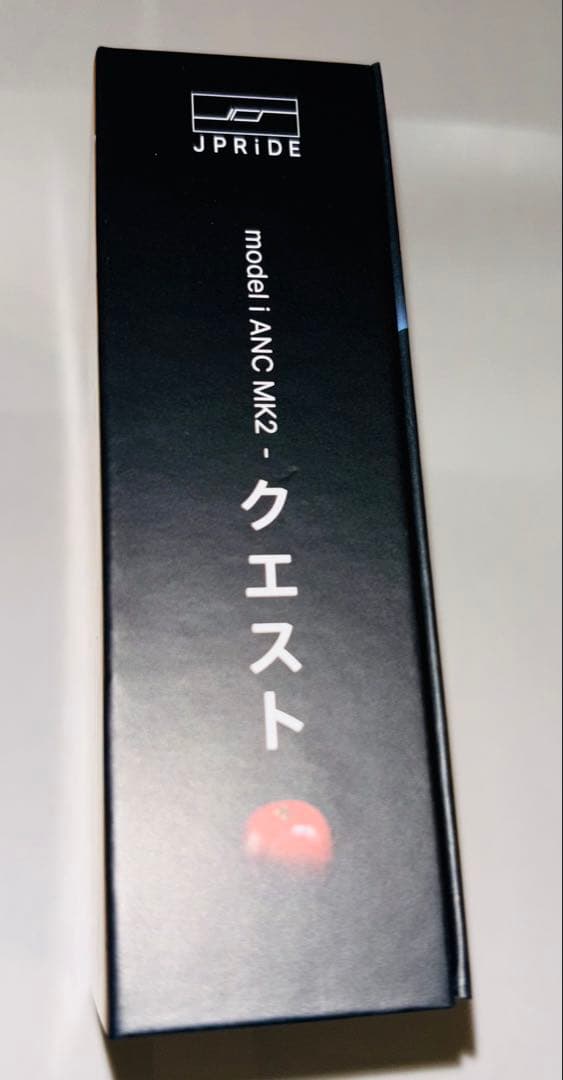 JPRiDE
model i ANC MK2 - クエスト